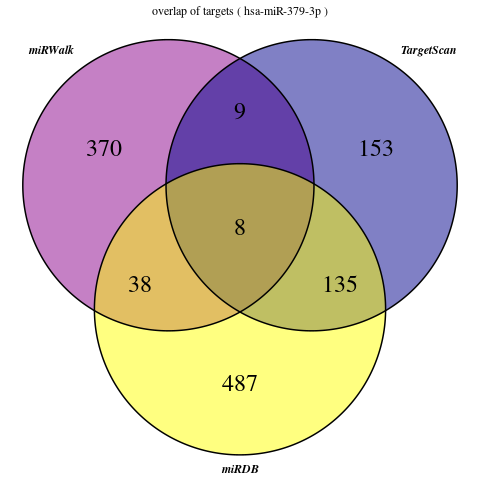 overlap of targets ( hsa-miR-379-3p )
miRWalk
TargetScan
9
370
153
8
38
135
487
miRDB